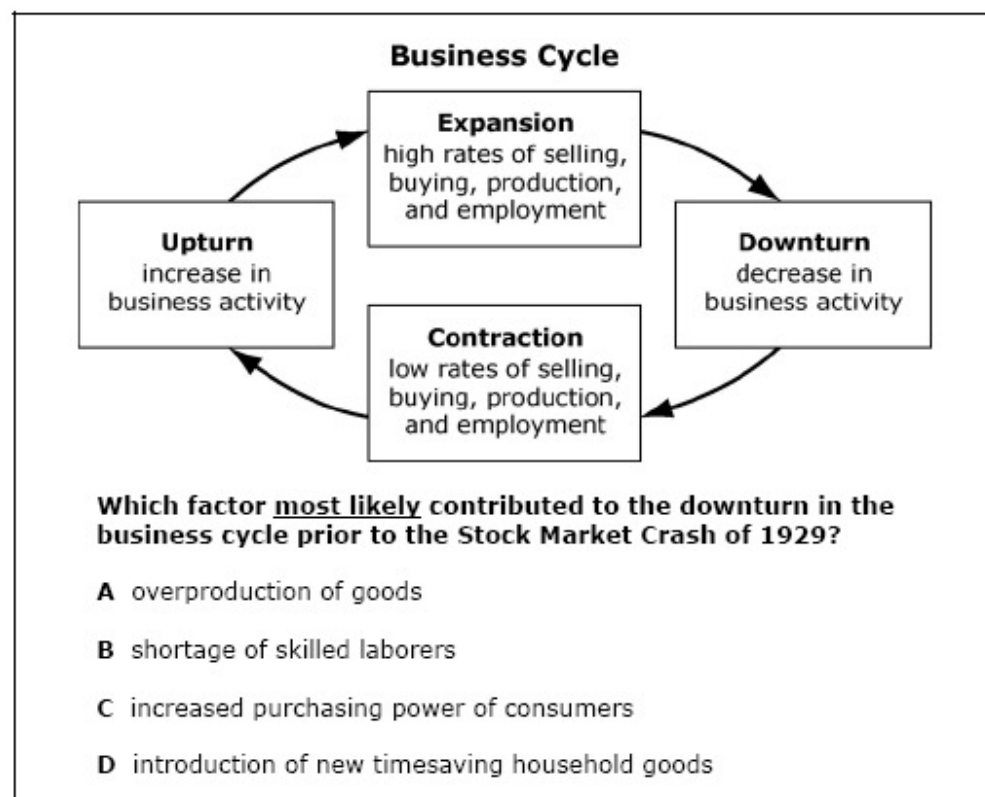 Business Cycle
Expansion
high rates of selling,
buying, production,
and employment
Upturn
increase in
business activity
Downturn
decrease in
business activity
Contraction
low rates of selling,
buying, production,
and employment
Which factor most likely contributed to the downturn in the
business cycle prior to the Stock Market Crash of 1929?
A overproduction of goods
B shortage of skilled laborers
C increased purchasing power of consumers
D introduction of new timesaving household goods